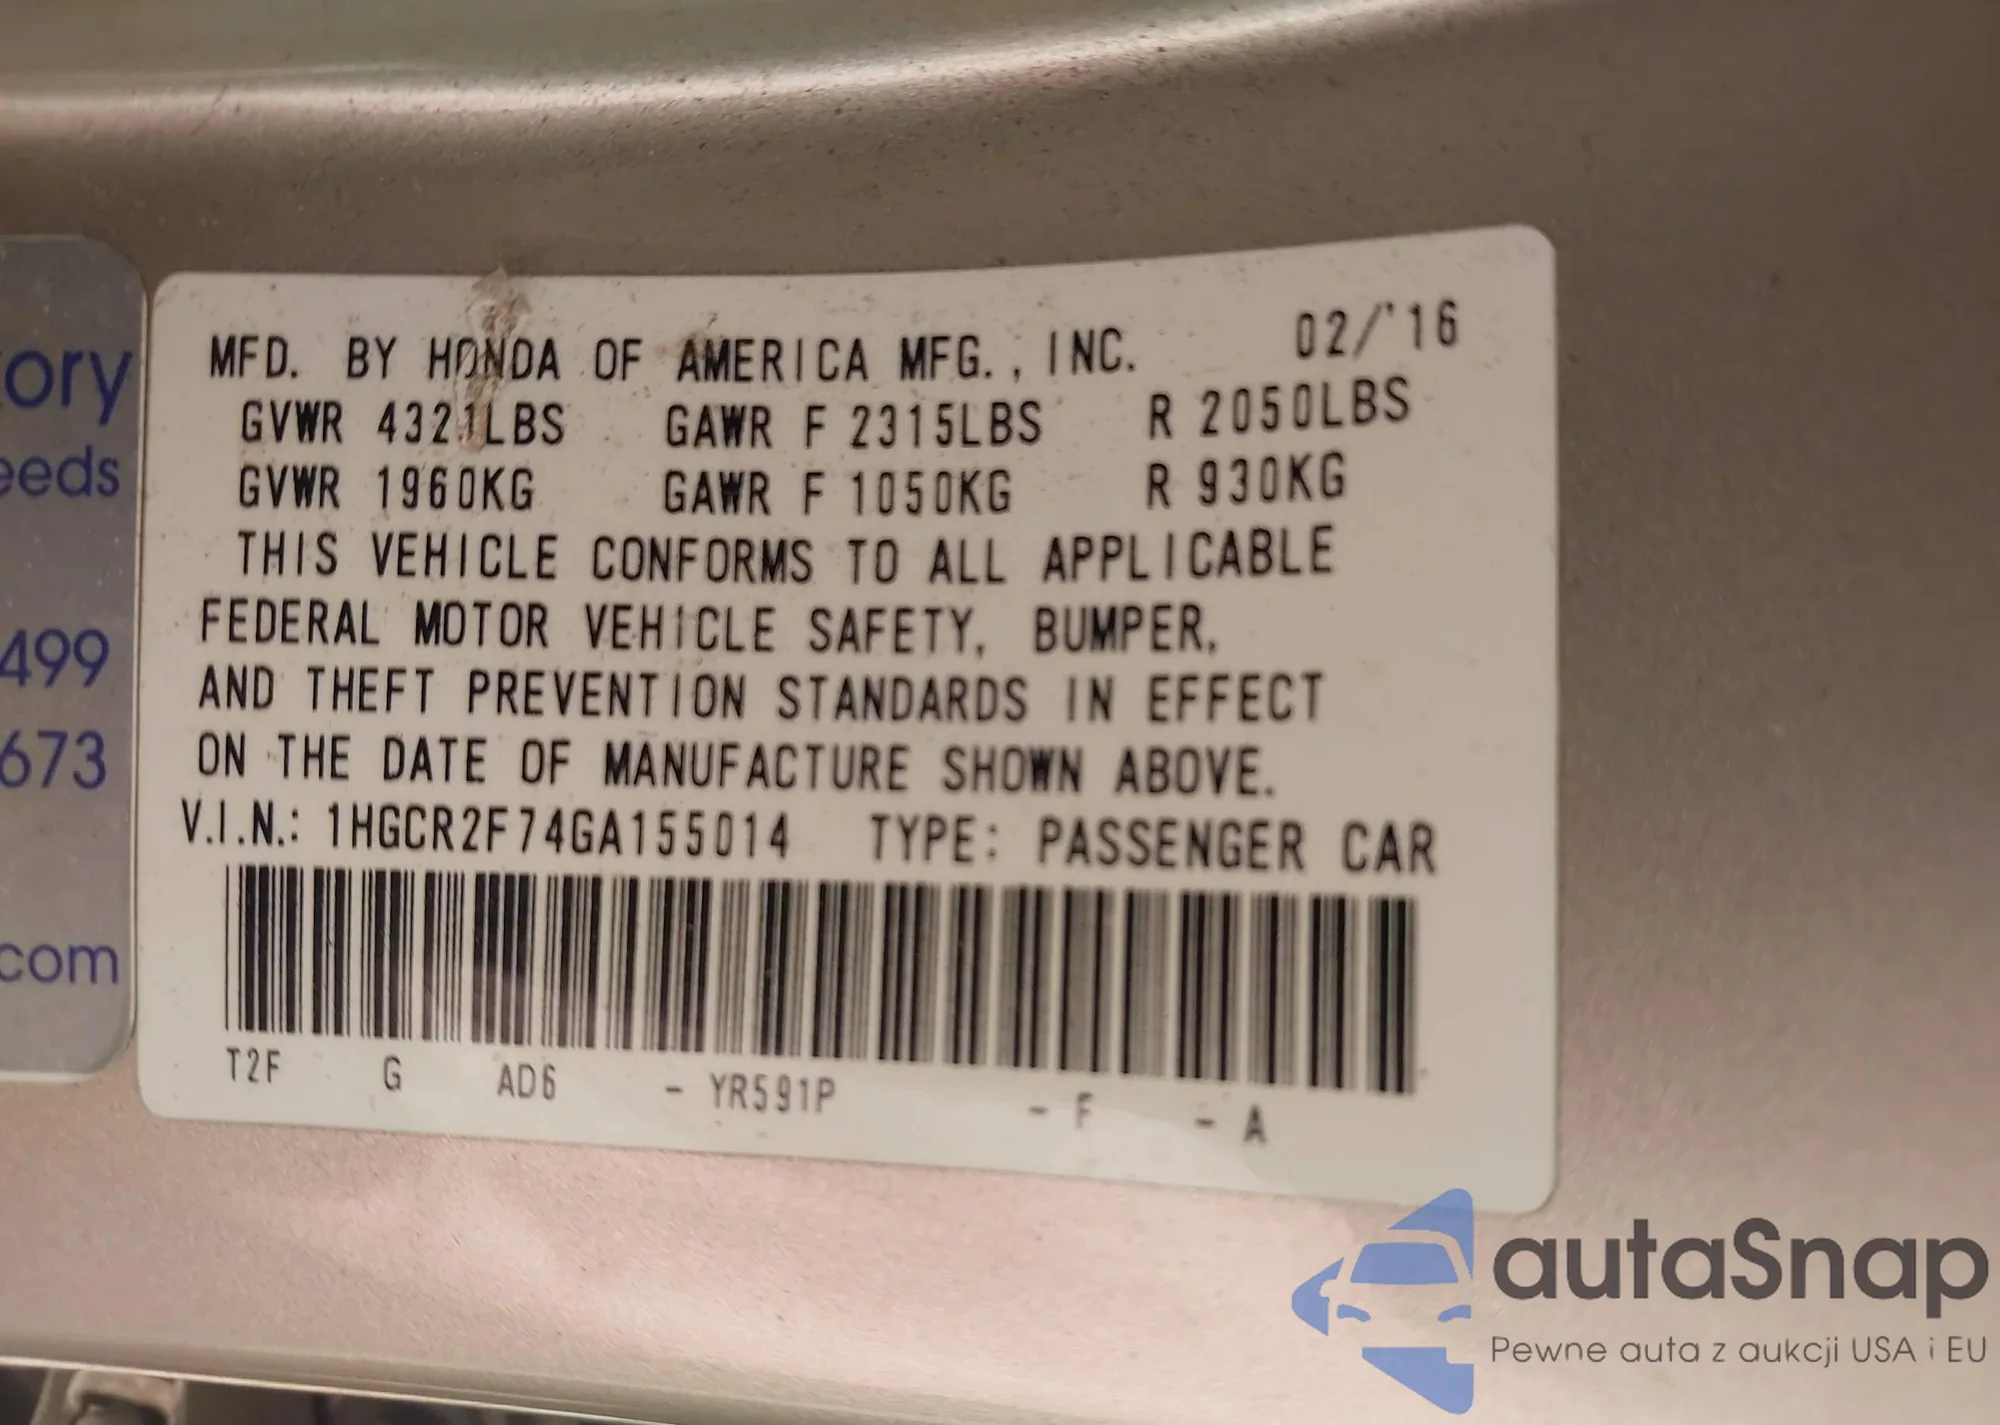 ory
eeds
499
673
com
MFD. BY HONDA OF AMERICA MFG., INC. 02/'16
GVWR 4321LBS GAWR F 2315LBS R 2050LBS
GVWR 1960KG GAWR F 1050KG R 930KG
THIS VEHICLE CONFORMS TO ALL APPLICABLE
FEDERAL MOTOR VEHICLE SAFETY, BUMPER,
AND THEFT PREVENTION STANDARDS IN EFFECT
ON THE DATE OF MANUFACTURE SHOWN ABOVE.
V.I.N.: 1HGCR2F74GA155014 TYPE: PASSENGER CAR
T2F G AD6 - YR591P - F - A
autaSnap
Pewne auta z aukcji USA i EU